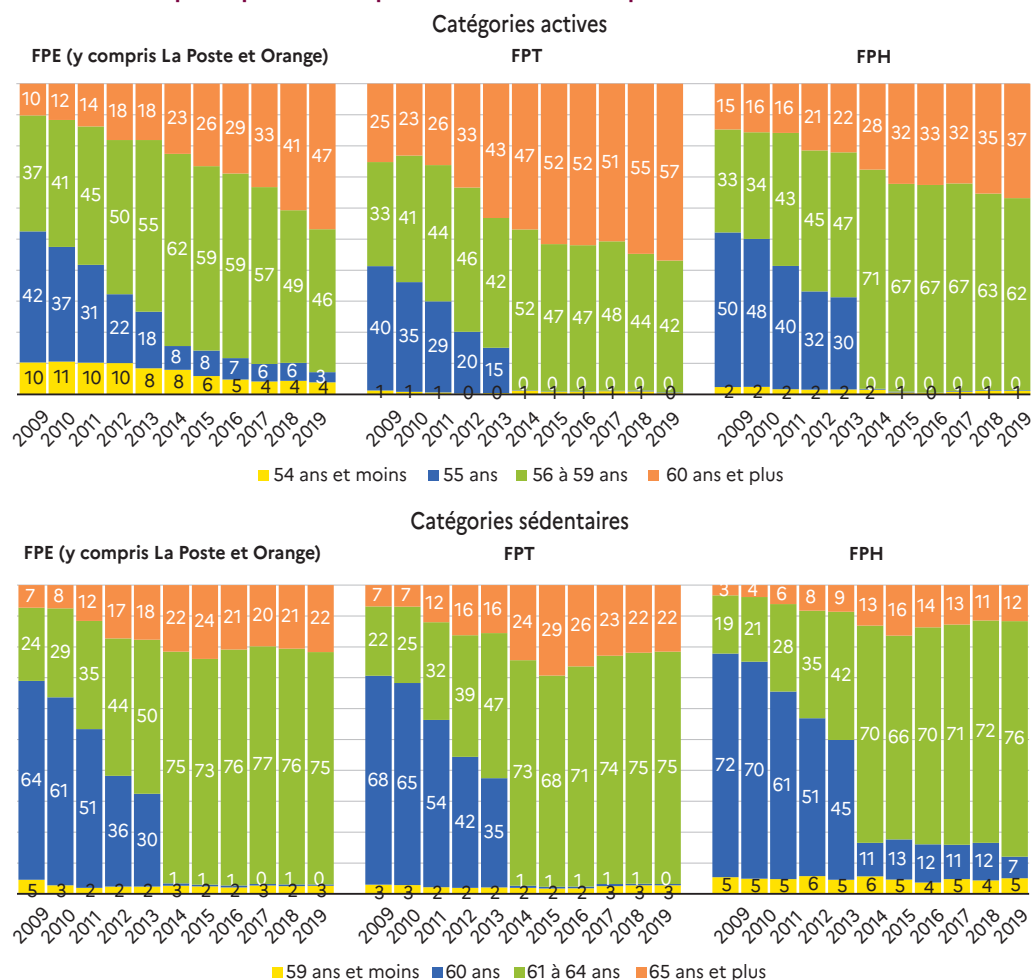 Catégories actives
FPE (y compris La Poste et Orange)
10 12 14 18 18 23 26 29 33 41 47
37 41 45 50 55 62 59 59 57 49 46
42 37 31 22 18 8 8 7 6 6 3
10 11 10 10 8 8 6 5 4 4 4
2009 2010 2011 2012 2013 2014 2015 2016 2017 2018 2019
FPT
25 23 26 33 43 47 52 52 51 55 57
33 41 44 46 42 52 47 47 48 44 42
40 35 29 20 15 0 0 0 0 0 0
1 1 1 0 0 1 1 1 1 1 0
2009 2010 2011 2012 2013 2014 2015 2016 2017 2018 2019
FPH
15 16 16 21 22 28 32 33 32 35 37
33 34 43 45 47 71 67 67 67 63 62
50 48 40 32 30 0 0 0 0 0 0
2 2 2 2 2 2 1 0 1 1 1
2009 2010 2011 2012 2013 2014 2015 2016 2017 2018 2019
54 ans et moins 55 ans 56 à 59 ans 60 ans et plus
Catégories sédentaires
FPE (y compris La Poste et Orange)
7 8 12 17 18 22 24 21 20 21 22
24 29 35 44 50 75 73 76 77 76 75
64 61 51 36 30 1 1 1 0 1 0
5 3 2 2 2 3 2 2 3 2 3
2009 2010 2011 2012 2013 2014 2015 2016 2017 2018 2019
FPT
7 7 12 16 16 24 29 26 23 22 22
22 25 32 39 47 73 68 71 74 75 75
68 65 54 42 35 1 1 1 1 1 0
3 3 2 2 2 2 2 2 3 3 3
2009 2010 2011 2012 2013 2014 2015 2016 2017 2018 2019
FPH
3 4 6 8 9 13 16 14 13 11 12
19 21 28 35 42 70 66 70 71 72 76
72 70 61 51 45 11 13 12 11 12 7
5 5 5 6 5 6 5 4 5 4 5
2009 2010 2011 2012 2013 2014 2015 2016 2017 2018 2019
59 ans et moins 60 ans 61 à 64 ans 65 ans et plus